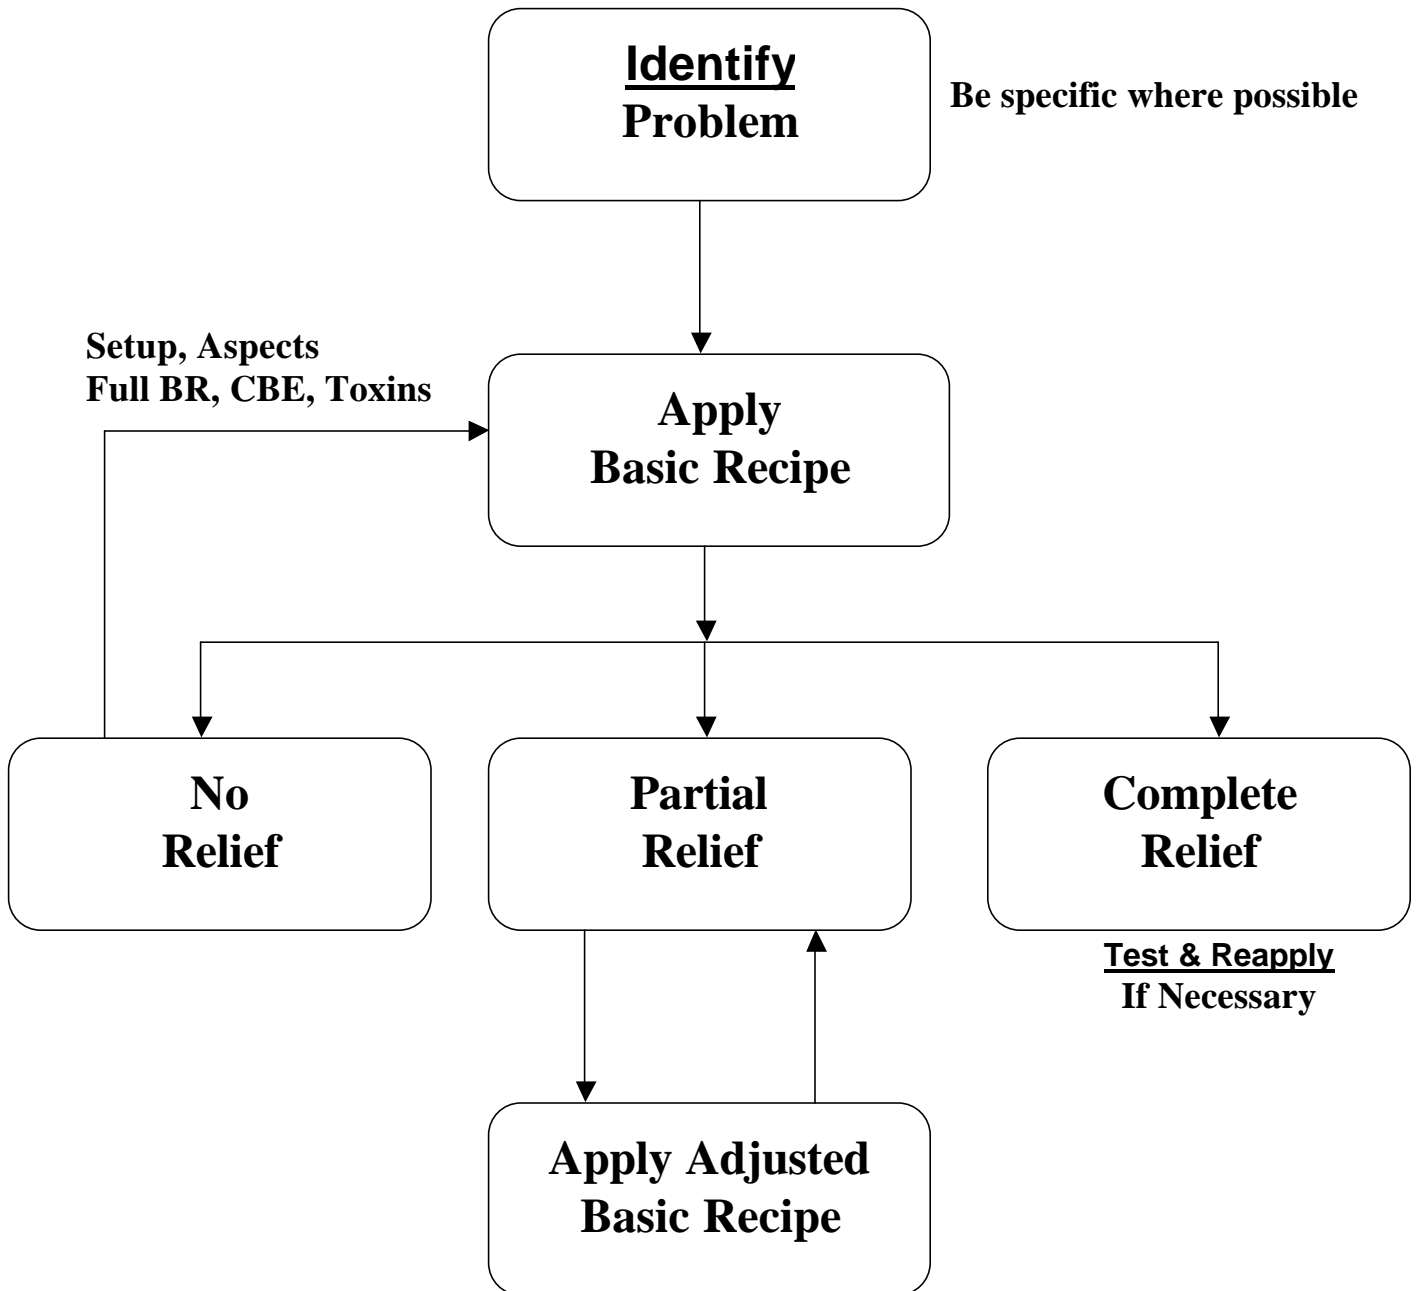 Identify
Problem
Be specific where possible
Setup, Aspects
Full BR, CBE, Toxins
Apply
Basic Recipe
No
Relief
Partial
Relief
Complete
Relief
Test & Reapply
If Necessary
Apply Adjusted
Basic Recipe